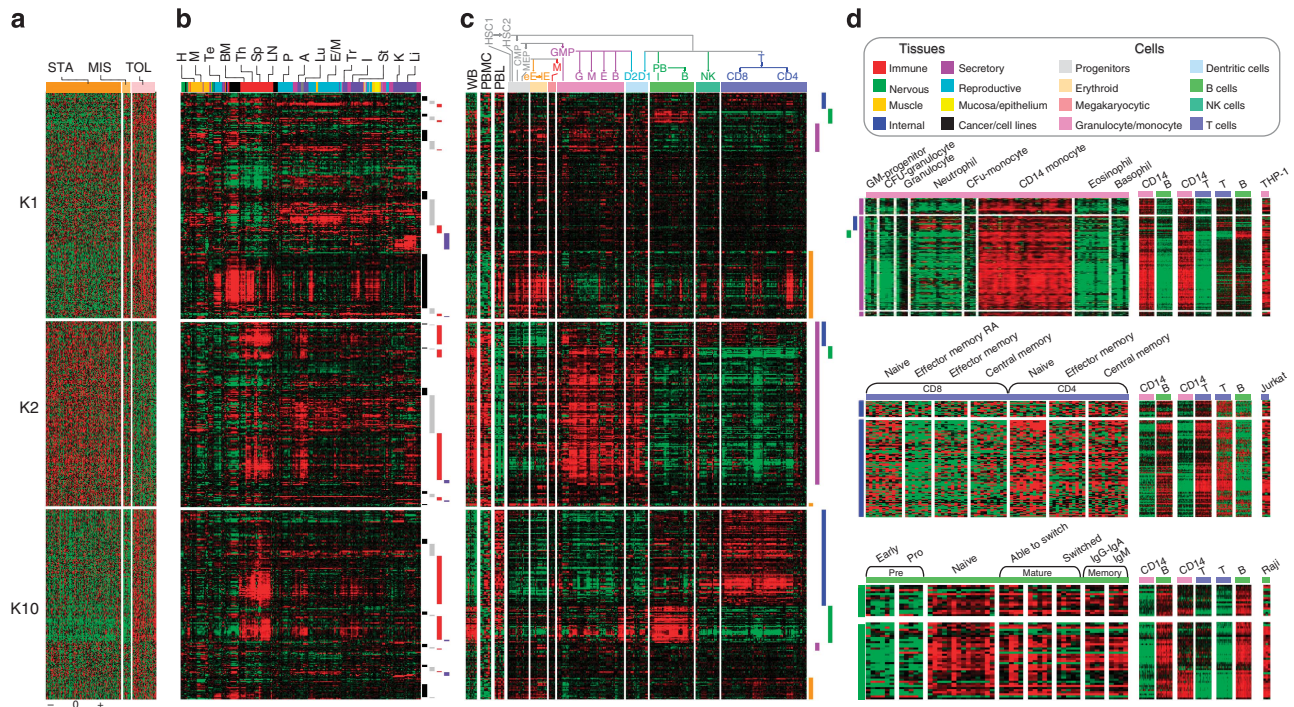 a
b
c
d
STA MIS TOL
H M Te BM Th Sp LN P A Lu E/M Tr I St K Li
HSC1
HSC2
CMP
MEP
GMP
M
G M E B D2 D1
PB
B
NK
T
CD8 CD4
WB PBMC PBL
K1
K2
K10
– 0 +
Tissues
Cells
Immune
Secretory
Progenitors
Dentritic cells
Nervous
Reproductive
Erythroid
B cells
Muscle
Mucosa/epithelium
Megakaryocytic
NK cells
Internal
Cancer/cell lines
Granulocyte/monocyte
T cells
GM-progenitor CFU-granulocyte Granulocyte Neutrophil CFU-monocyte CD14 monocyte Eosinophil Basophil CD14 B CD14 T T B THP-1
Naive Effector memory RA Effector memory Central memory Naive Effector memory Central memory
CD8 CD4
CD14 B CD14 T T B Jurkat
Early Pro Naive Able to switch Switched IgG-IgA IgM
Pre Mature Memory
CD14 B CD14 T T B Raji